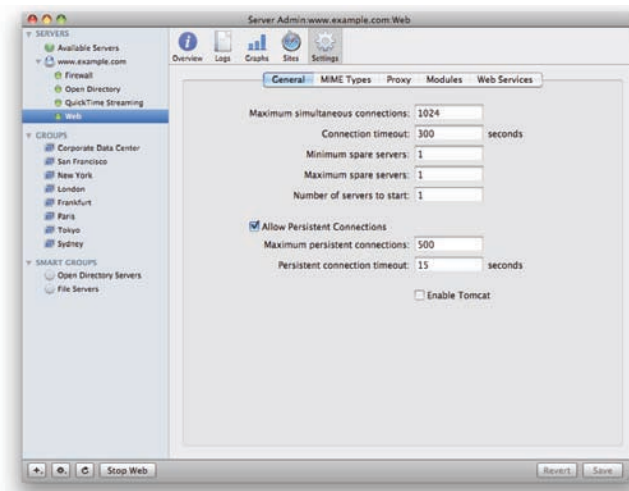 Server Admin:www.example.com:Web
SERVERS
Available Servers
www.example.com
Firewall
Open Directory
QuickTime Streaming
Web
GROUPS
Corporate Data Center
San Francisco
New York
London
Frankfurt
Paris
Tokyo
Sydney
SMART GROUPS
Open Directory Servers
File Servers
Overview Logs Graphs Sites Settings
General MIME Types Proxy Modules Web Services
Maximum simultaneous connections: 1024
Connection timeout: 300 seconds
Minimum spare servers: 1
Maximum spare servers: 1
Number of servers to start: 1
Allow Persistent Connections
Maximum persistent connections: 500
Persistent connection timeout: 15 seconds
Enable Tomcat
Stop Web
Revert Save